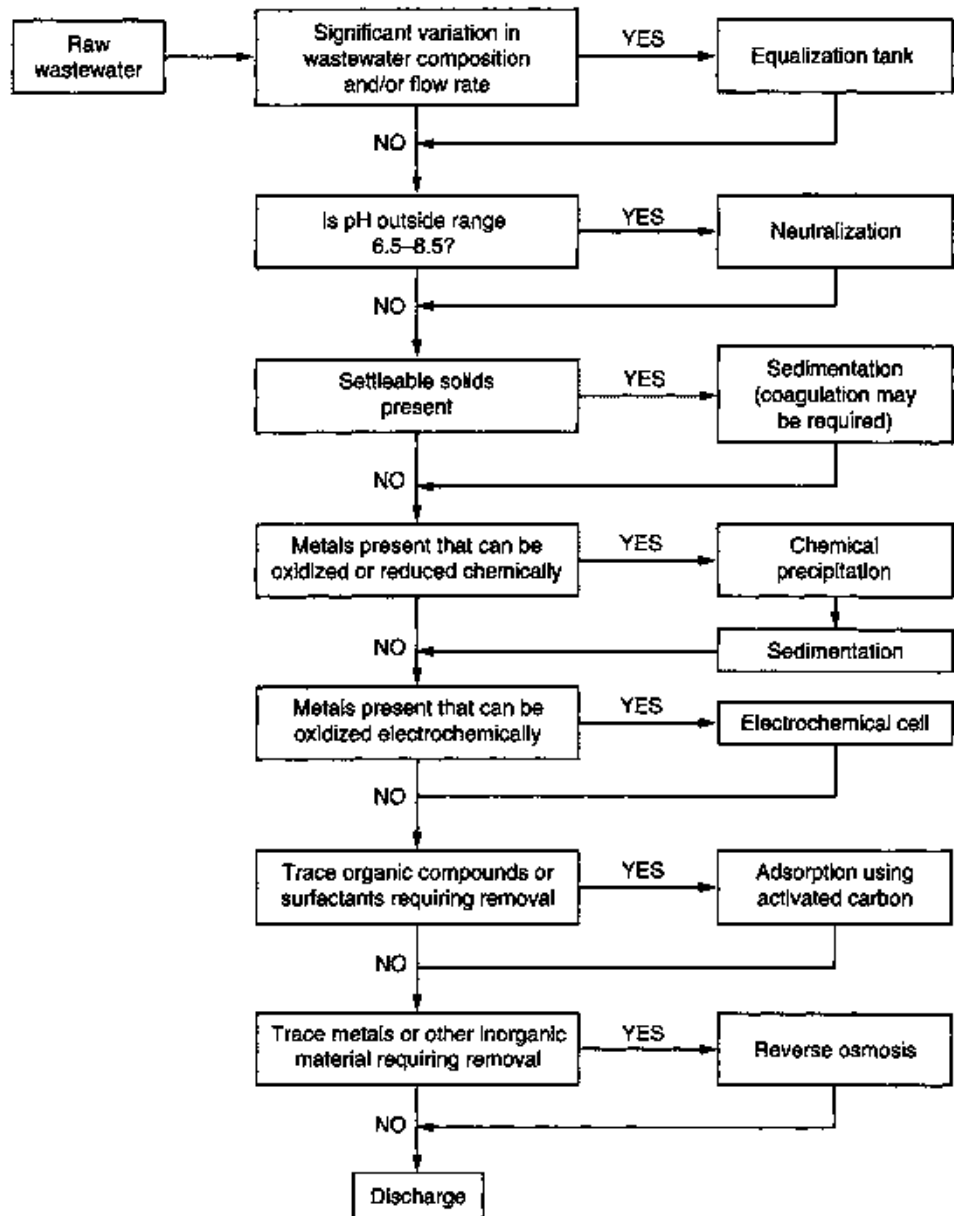 Raw
wastewater
Significant variation in
wastewater composition
and/or flow rate
YES
Equalization tank
NO
Is pH outside range
6.5–8.5?
YES
Neutralization
NO
Settleable solids
present
YES
Sedimentation
(coagulation may
be required)
NO
Metals present that can be
oxidized or reduced chemically
YES
Chemical
precipitation
NO
Sedimentation
Metals present that can be
oxidized electrochemically
YES
Electrochemical cell
NO
Trace organic compounds or
surfactants requiring removal
YES
Adsorption using
activated carbon
NO
Trace metals or other inorganic
material requiring removal
YES
Reverse osmosis
NO
Discharge